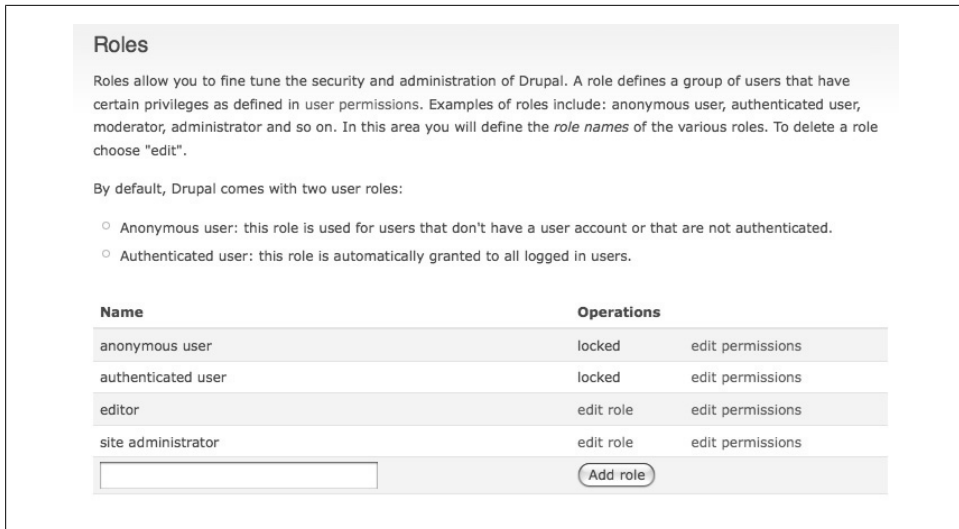 Roles
Roles allow you to fine tune the security and administration of Drupal. A role defines a group of users that have
certain privileges as defined in user permissions. Examples of roles include: anonymous user, authenticated user,
moderator, administrator and so on. In this area you will define the role names of the various roles. To delete a role
choose "edit".
By default, Drupal comes with two user roles:
Anonymous user: this role is used for users that don't have a user account or that are not authenticated.
Authenticated user: this role is automatically granted to all logged in users.
Name Operations
anonymous user locked edit permissions
authenticated user locked edit permissions
editor edit role edit permissions
site administrator edit role edit permissions
Add role